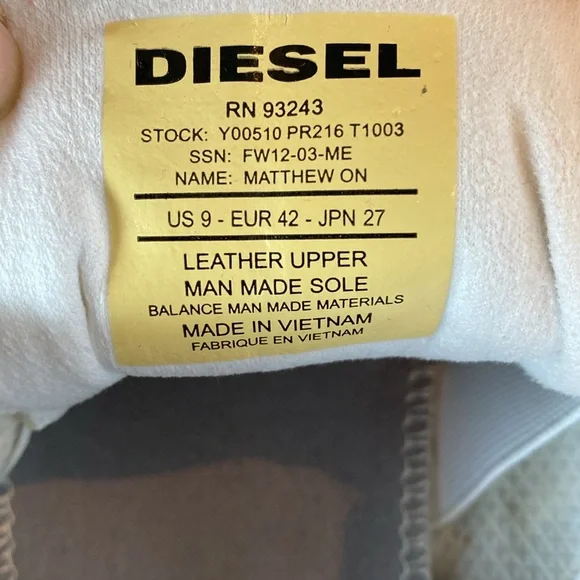 DIESEL
RN 93243
STOCK: Y00510 PR216 T1003
SSN: FW12-03-ME
NAME: MATTHEW ON
US 9 - EUR 42 - JPN 27
LEATHER UPPER
MAN MADE SOLE
BALANCE MAN MADE MATERIALS
MADE IN VIETNAM
FABRIQUE EN VIETNAM